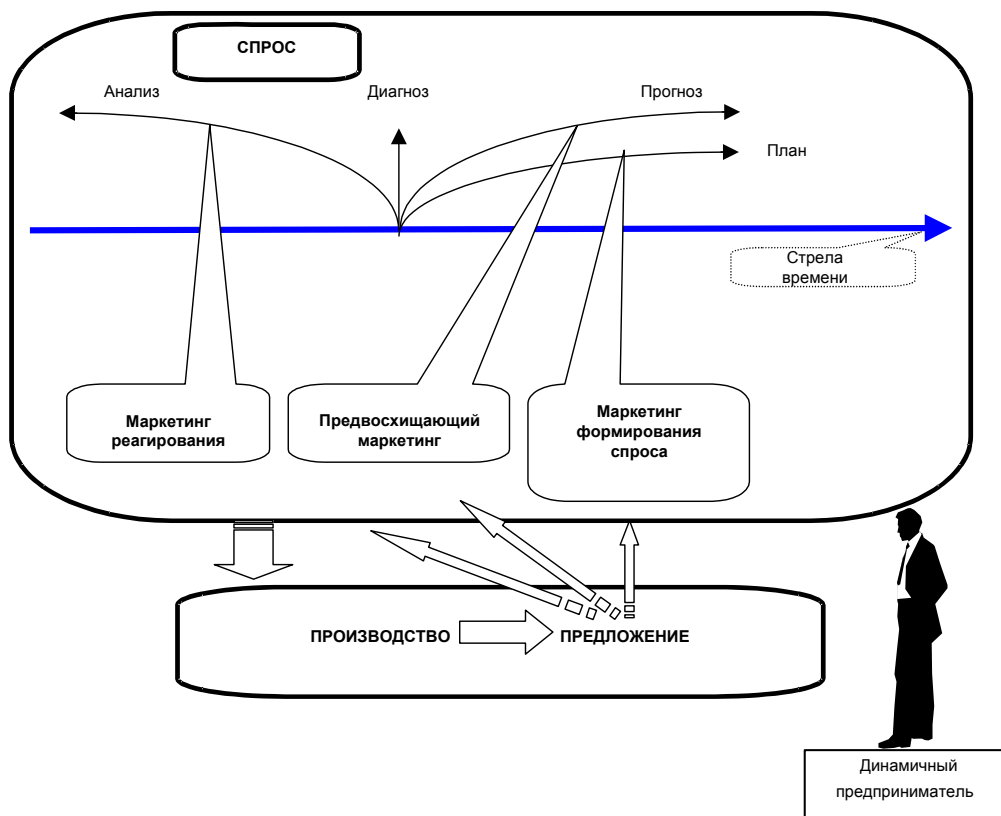 СПРОС
Анализ
Диагноз
Прогноз
План
Стрела
времени
Маркетинг
реагирования
Предвосхищающий
маркетинг
Маркетинг
формирования
спроса
ПРОИЗВОДСТВО
ПРЕДЛОЖЕНИЕ
Динамичный
предприниматель